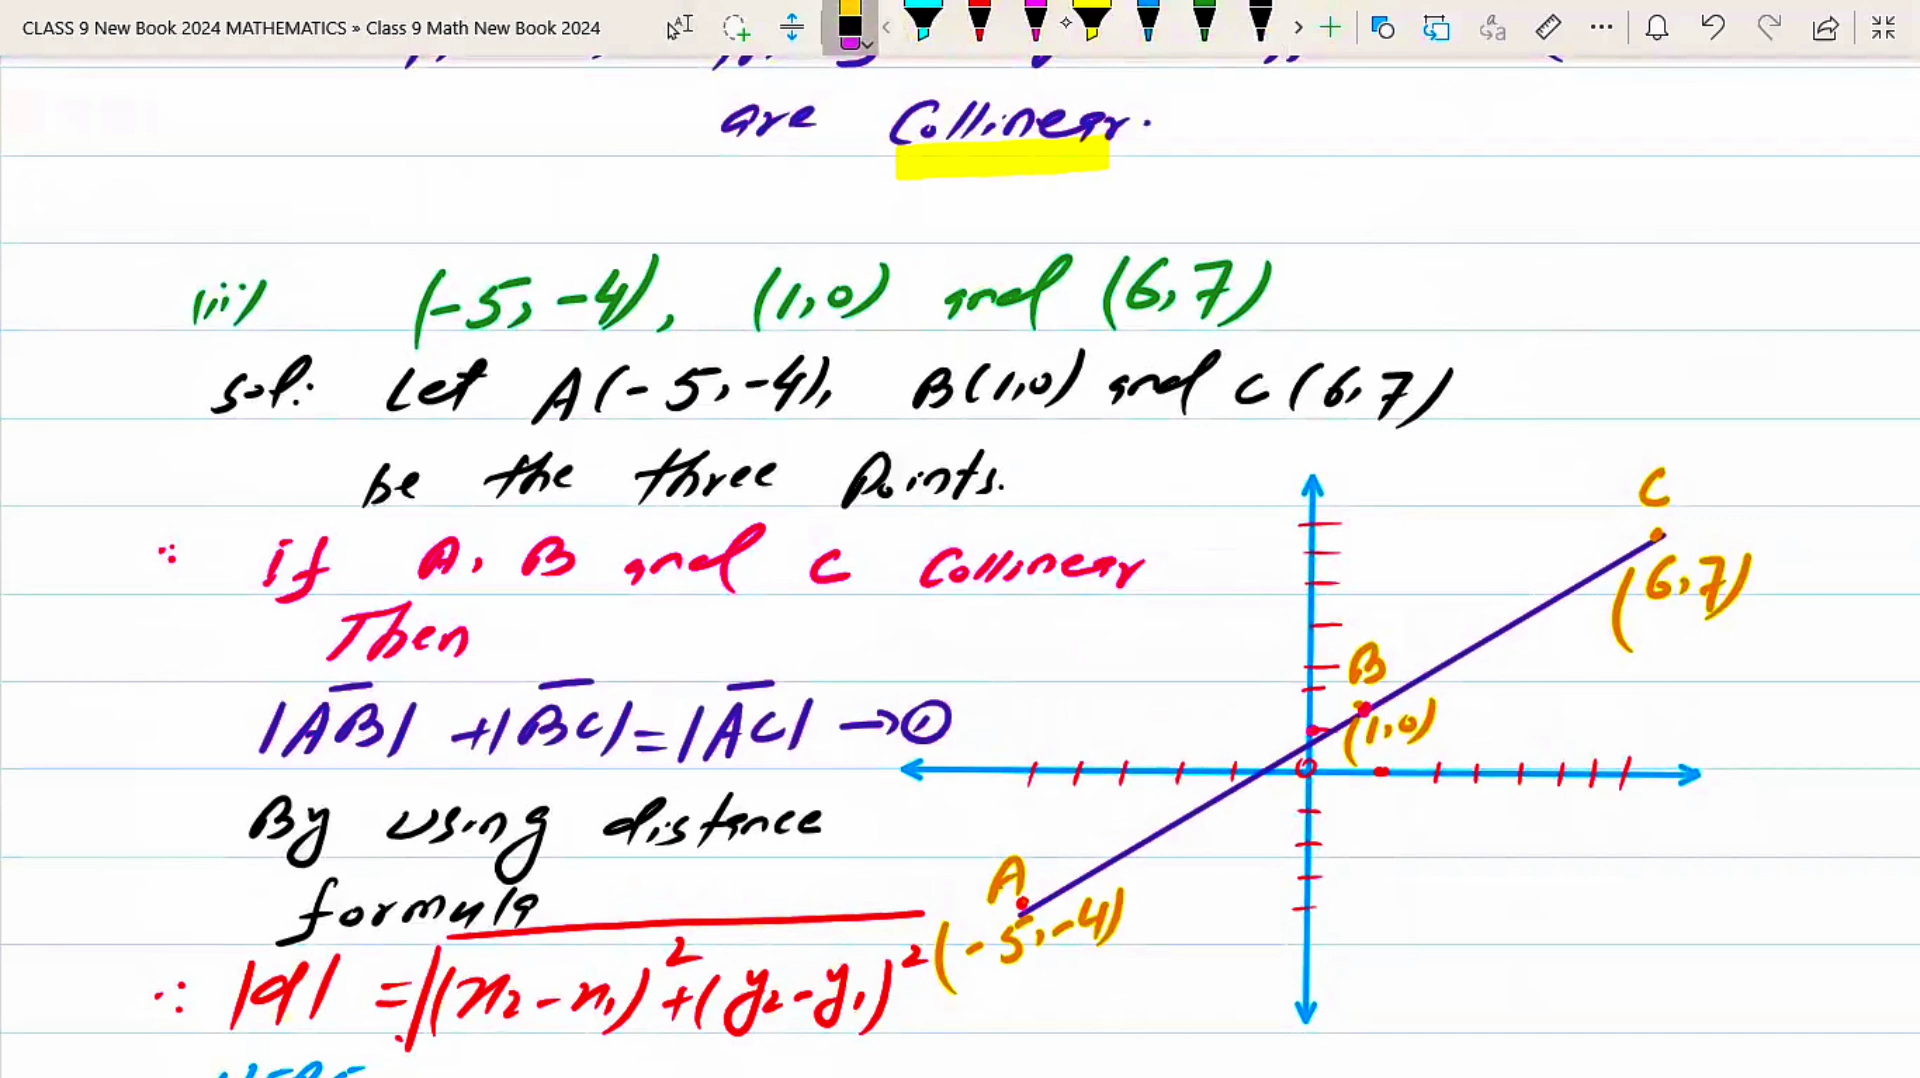 CLASS 9 New Book 2024 MATHEMATICS » Class 9 Math New Book 2024
are Collinear.
(ii) (-5, -4), (1,0) and (6,7)
sol: Let A(-5,-4), B(1,0) and C(6,7)
be the three Points.
∵ if A, B and C Collinear
Then
|AB| + |BC| = |AC| → ①
By using distance
formula
∴ |d| = √(x₂-x₁)²+(y₂-y₁)²
C
(6,7)
B
(1,0)
A
(-5,-4)